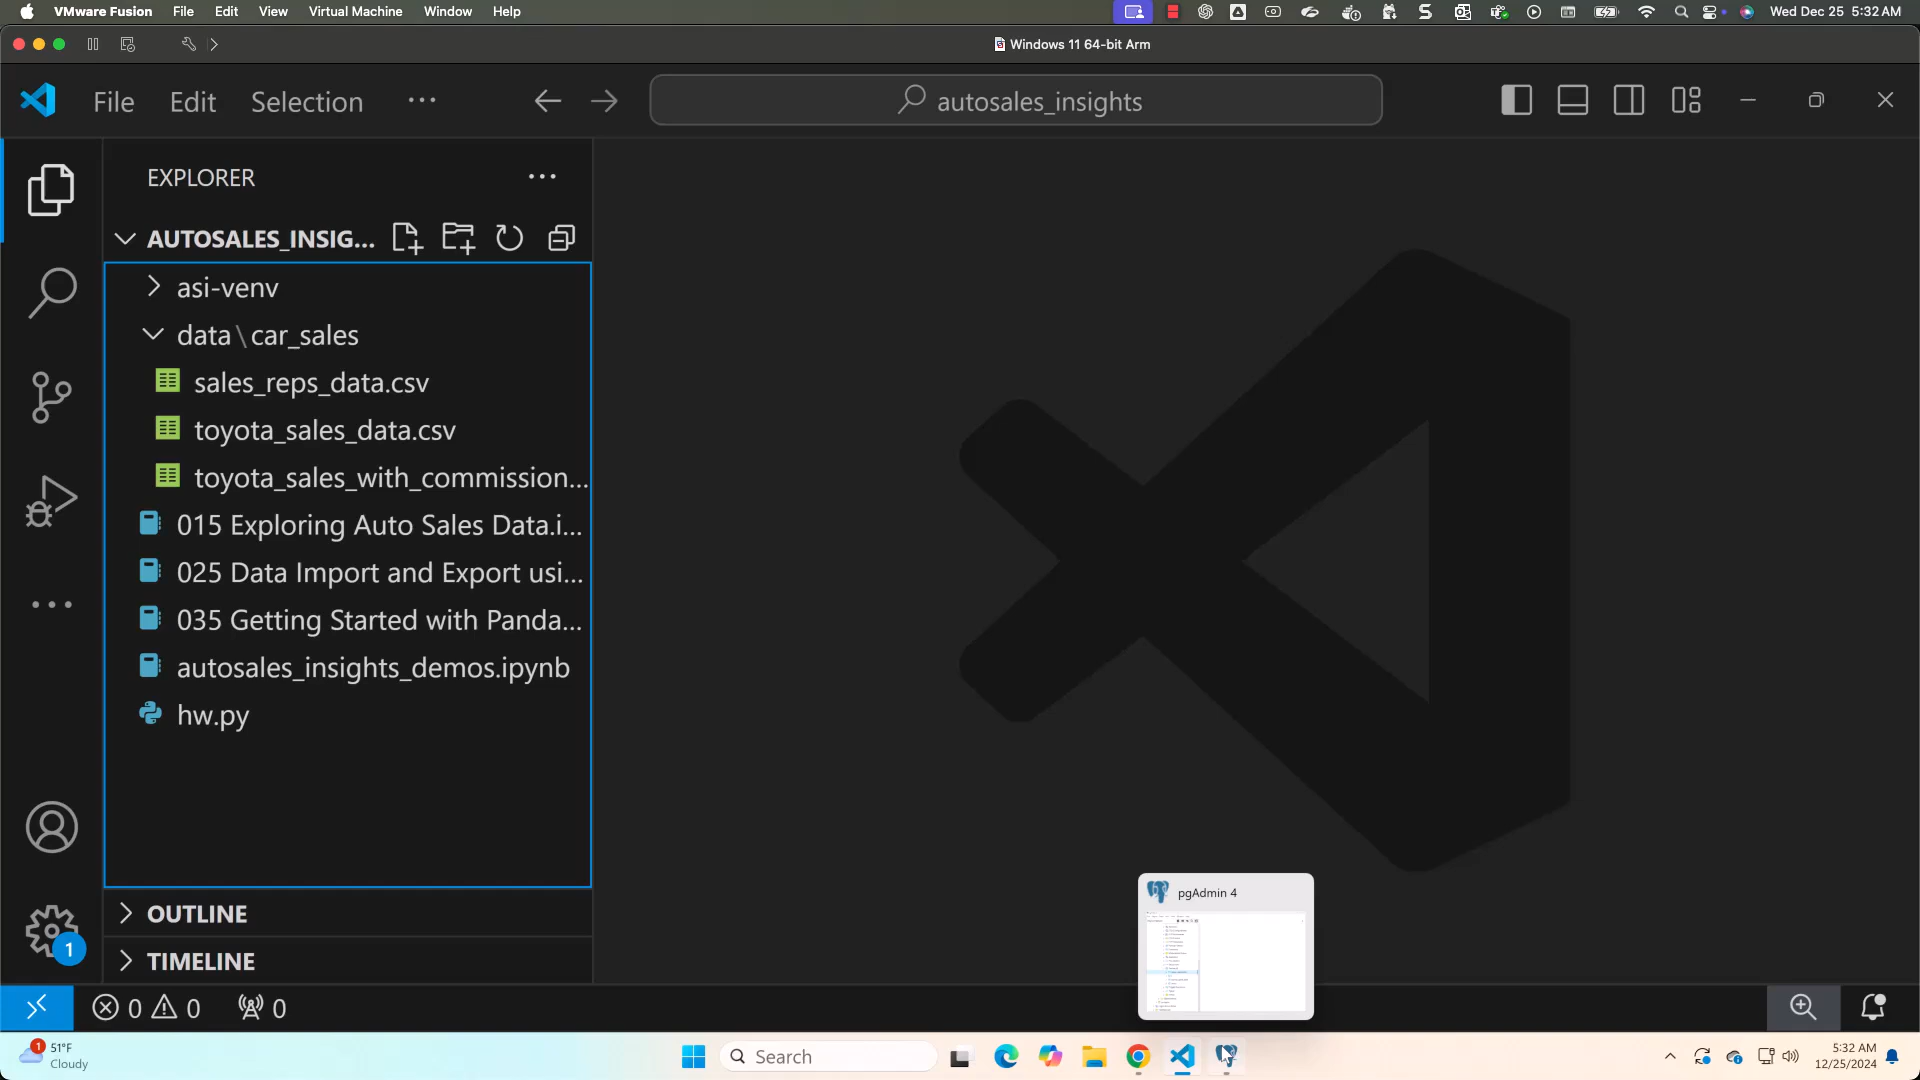 VMware Fusion File Edit View Virtual Machine Window Help Wed Dec 25 5:32 AM
Windows 11 64-bit Arm
File Edit Selection ··· autosales_insights
EXPLORER
AUTOSALES_INSIG...
asi-venv
data\car_sales
sales_reps_data.csv
toyota_sales_data.csv
toyota_sales_with_commission...
015 Exploring Auto Sales Data.i...
025 Data Import and Export usi...
035 Getting Started with Panda...
autosales_insights_demos.ipynb
hw.py
OUTLINE
TIMELINE
1
pgAdmin 4
0 0 0
1 51°F
Cloudy
Search
5:32 AM
12/25/2024